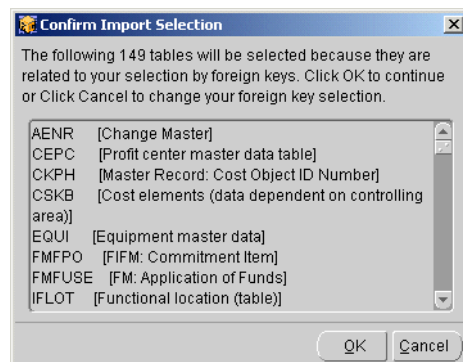 Confirm Import Selection
The following 149 tables will be selected because they are
related to your selection by foreign keys. Click OK to continue
or Click Cancel to change your foreign key selection.
AENR [Change Master]
CEPC [Profit center master data table]
CKPH [Master Record: Cost Object ID Number]
CSKB [Cost elements (data dependent on controlling
area)]
EQUI [Equipment master data]
FMFPO [FIFM: Commitment Item]
FMFUSE [FM: Application of Funds]
IFLOT [Functional location (table)]
OK Cancel